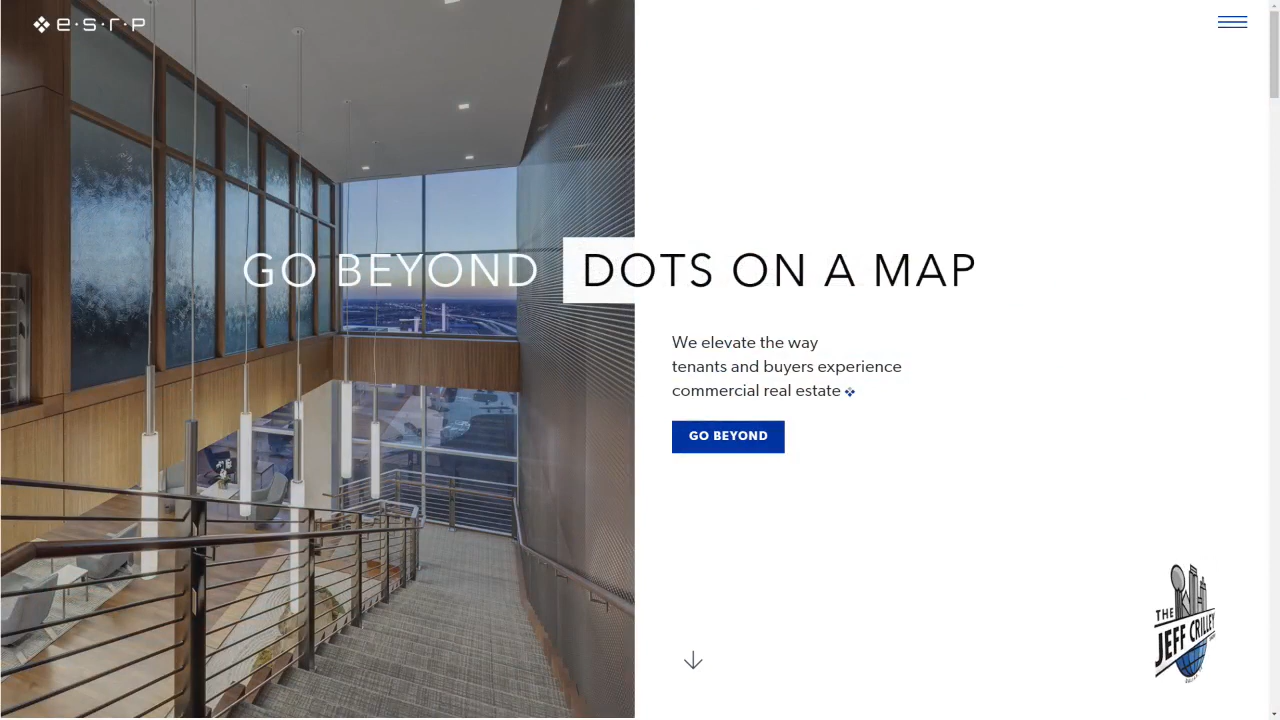 e·s·r·p
GO BEYOND DOTS ON A MAP
We elevate the way
tenants and buyers experience
commercial real estate
GO BEYOND
THE
JEFF CRILLEY